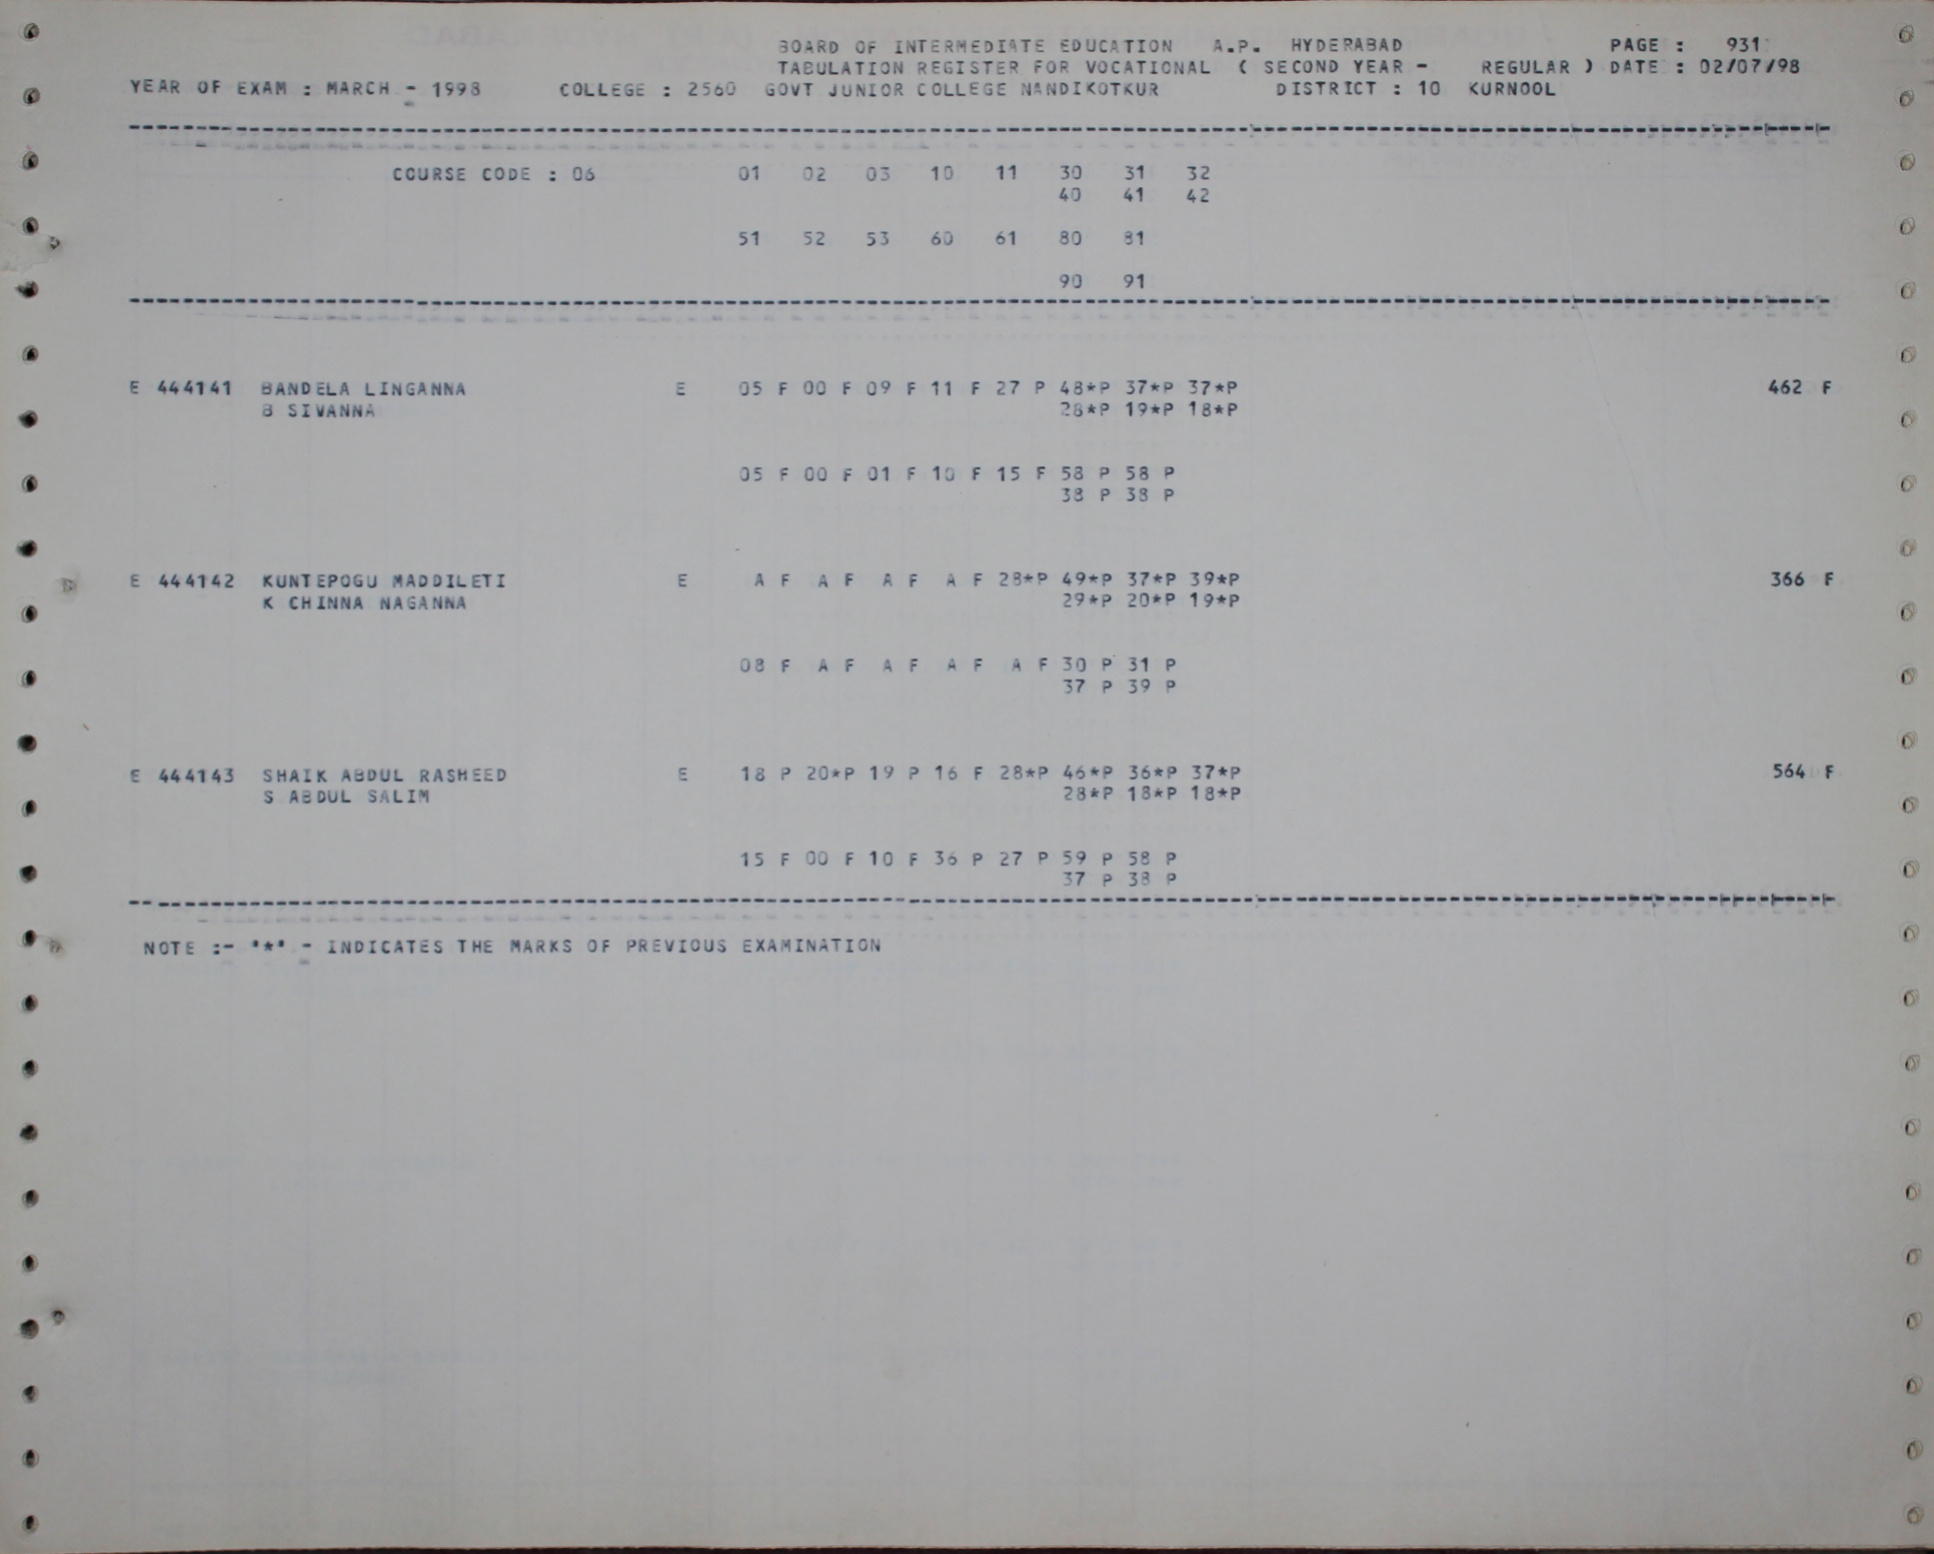 BOARD OF INTERMEDIATE EDUCATION A.P. HYDERABAD PAGE : 931
TABULATION REGISTER FOR VOCATIONAL ( SECOND YEAR - REGULAR ) DATE : 02/07/98
YEAR OF EXAM : MARCH - 1998 COLLEGE : 2560 GOVT JUNIOR COLLEGE NANDIKOTKUR DISTRICT : 10 KURNOOL
COURSE CODE : 06 01 02 03 10 11 30 31 32
40 41 42
51 52 53 60 61 80 81
90 91
E 444141 BANDELA LINGANNA E 05 F 00 F 09 F 11 F 27 P 48*P 37*P 37*P 462 F
B SIVANNA 28*P 19*P 18*P
05 F 00 F 01 F 10 F 15 F 58 P 58 P
38 P 38 P
E 444142 KUNTEPOGU MADDILETI E A F A F A F A F 28*P 49*P 37*P 39*P 366 F
K CHINNA NAGANNA 29*P 20*P 19*P
08 F A F A F A F A F 30 P 31 P
37 P 39 P
E 444143 SHAIK ABDUL RASHEED E 18 P 20*P 19 P 16 F 28*P 46*P 36*P 37*P 564 F
S ABDUL SALIM 28*P 18*P 18*P
15 F 00 F 10 F 36 P 27 P 59 P 58 P
37 P 38 P
NOTE :- '*' - INDICATES THE MARKS OF PREVIOUS EXAMINATION